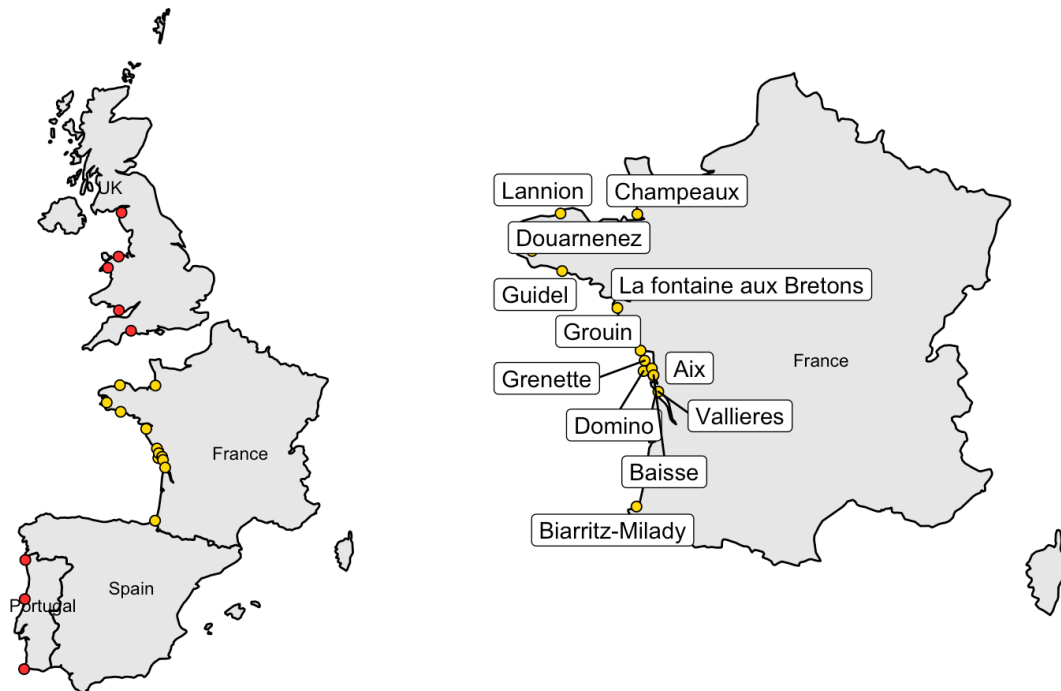 UK
France
Spain
Portugal
Lannion
Champeaux
Douarnenez
Guidel
La fontaine aux Bretons
Grouin
France
Aix
Grenette
Vallieres
Domino
Baisse
Biarritz-Milady